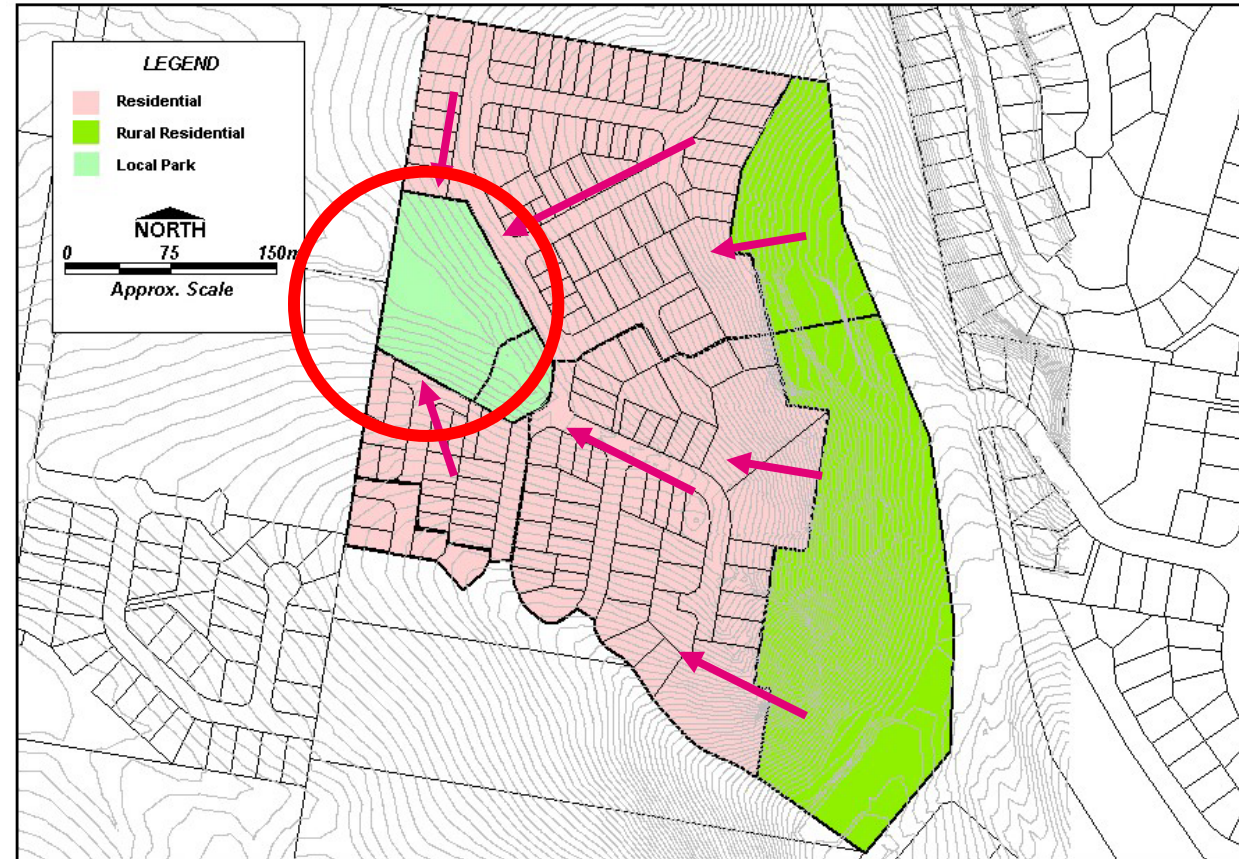 LEGEND
Residential
Rural Residential
Local Park
NORTH
0 75 150m
Approx. Scale